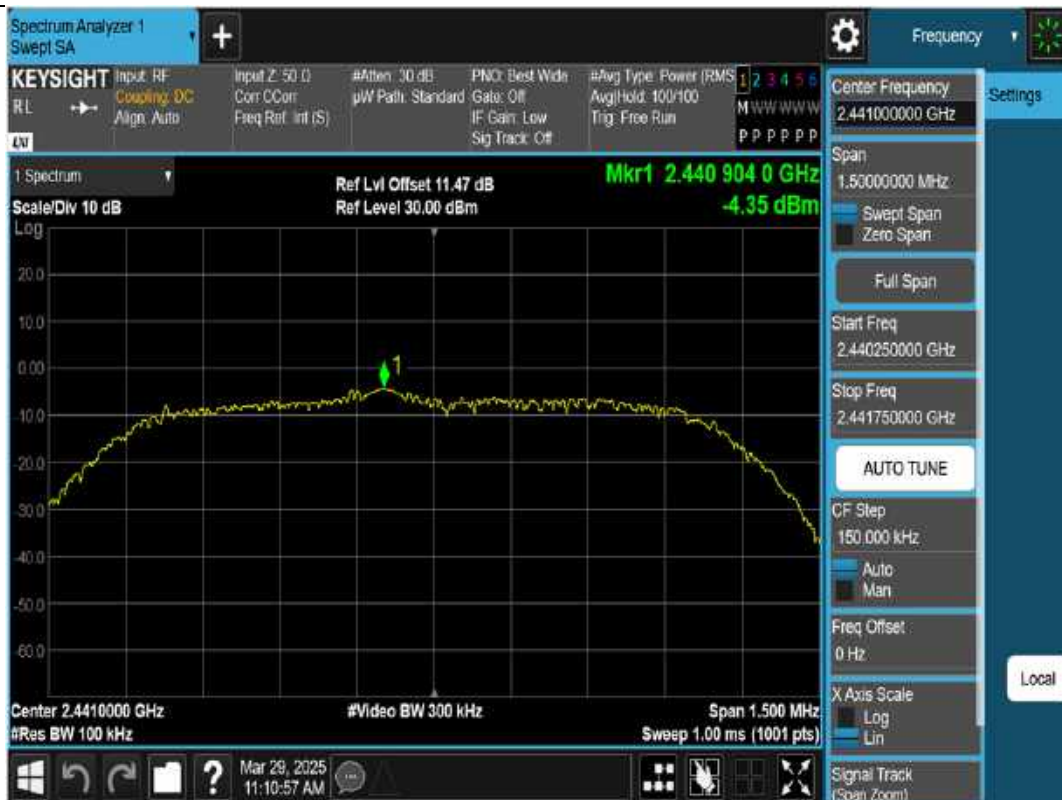 Spectrum Analyzer 1
Swept SA
+
Frequency
KEYSIGHT
RL
LXI
Input: RF
Coupling: DC
Align: Auto
Input Z: 50 Ω
Corr CCorr
Freq Ref: Int (S)
#Atten: 30 dB
µW Path: Standard
PNO: Best Wide
Gate: Off
IF Gain: Low
Sig Track: Off
#Avg Type: Power (RMS
Avg|Hold: 100/100
Trig: Free Run
1 2 3 4 5 6
M W W W W W
P P P P P P
1 Spectrum
Scale/Div 10 dB
Log
Ref Lvl Offset 11.47 dB
Ref Level 30.00 dBm
Mkr1 2.440 904 0 GHz
-4.35 dBm
1
20.0
10.0
0.00
-10.0
-20.0
-30.0
-40.0
-50.0
-60.0
Center 2.4410000 GHz
#Res BW 100 kHz
#Video BW 300 kHz
Span 1.500 MHz
Sweep 1.00 ms (1001 pts)
Center Frequency
2.441000000 GHz
Settings
Span
1.50000000 MHz
Swept Span
Zero Span
Full Span
Start Freq
2.440250000 GHz
Stop Freq
2.441750000 GHz
AUTO TUNE
CF Step
150.000 kHz
Auto
Man
Freq Offset
0 Hz
Local
X Axis Scale
Log
Lin
Signal Track
(Span Zoom)
?
Mar 29, 2025
11:10:57 AM